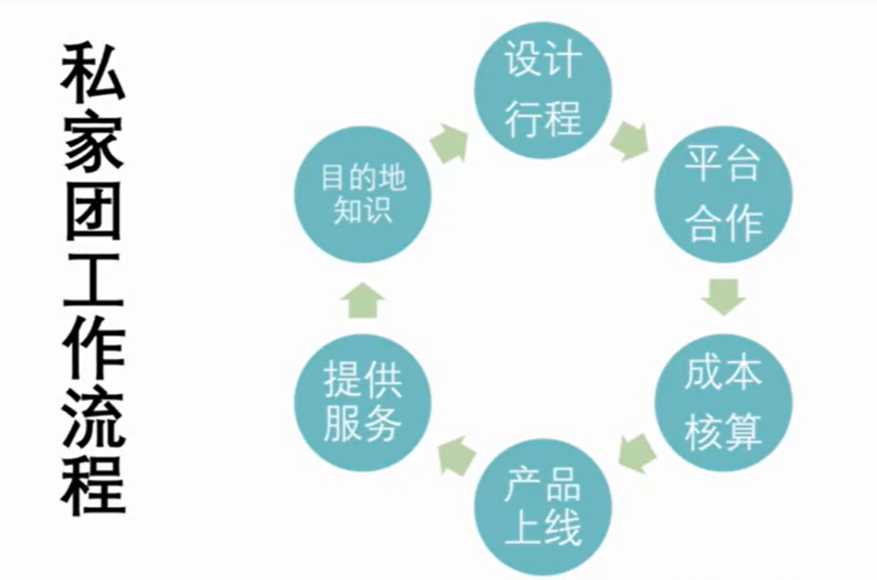 私家团工作流程
设计
行程
平台
合作
成本
核算
产品
上线
提供
服务
目的地
知识